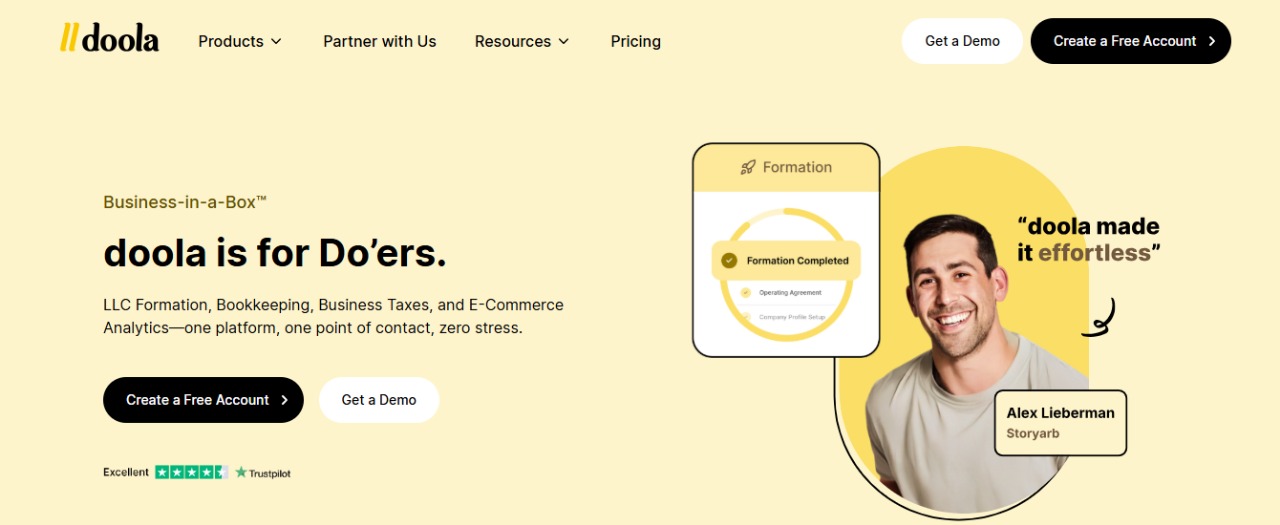 doola
Products
Partner with Us
Resources
Pricing
Get a Demo
Create a Free Account
Business-in-a-Box™
doola is for Do’ers.
LLC Formation, Bookkeeping, Business Taxes, and E-Commerce
Analytics—one platform, one point of contact, zero stress.
Create a Free Account
Get a Demo
Excellent
Trustpilot
Formation
Formation Completed
Operating Agreement
Company Profile Setup
“doola made
it effortless”
Alex Lieberman
Storyarb